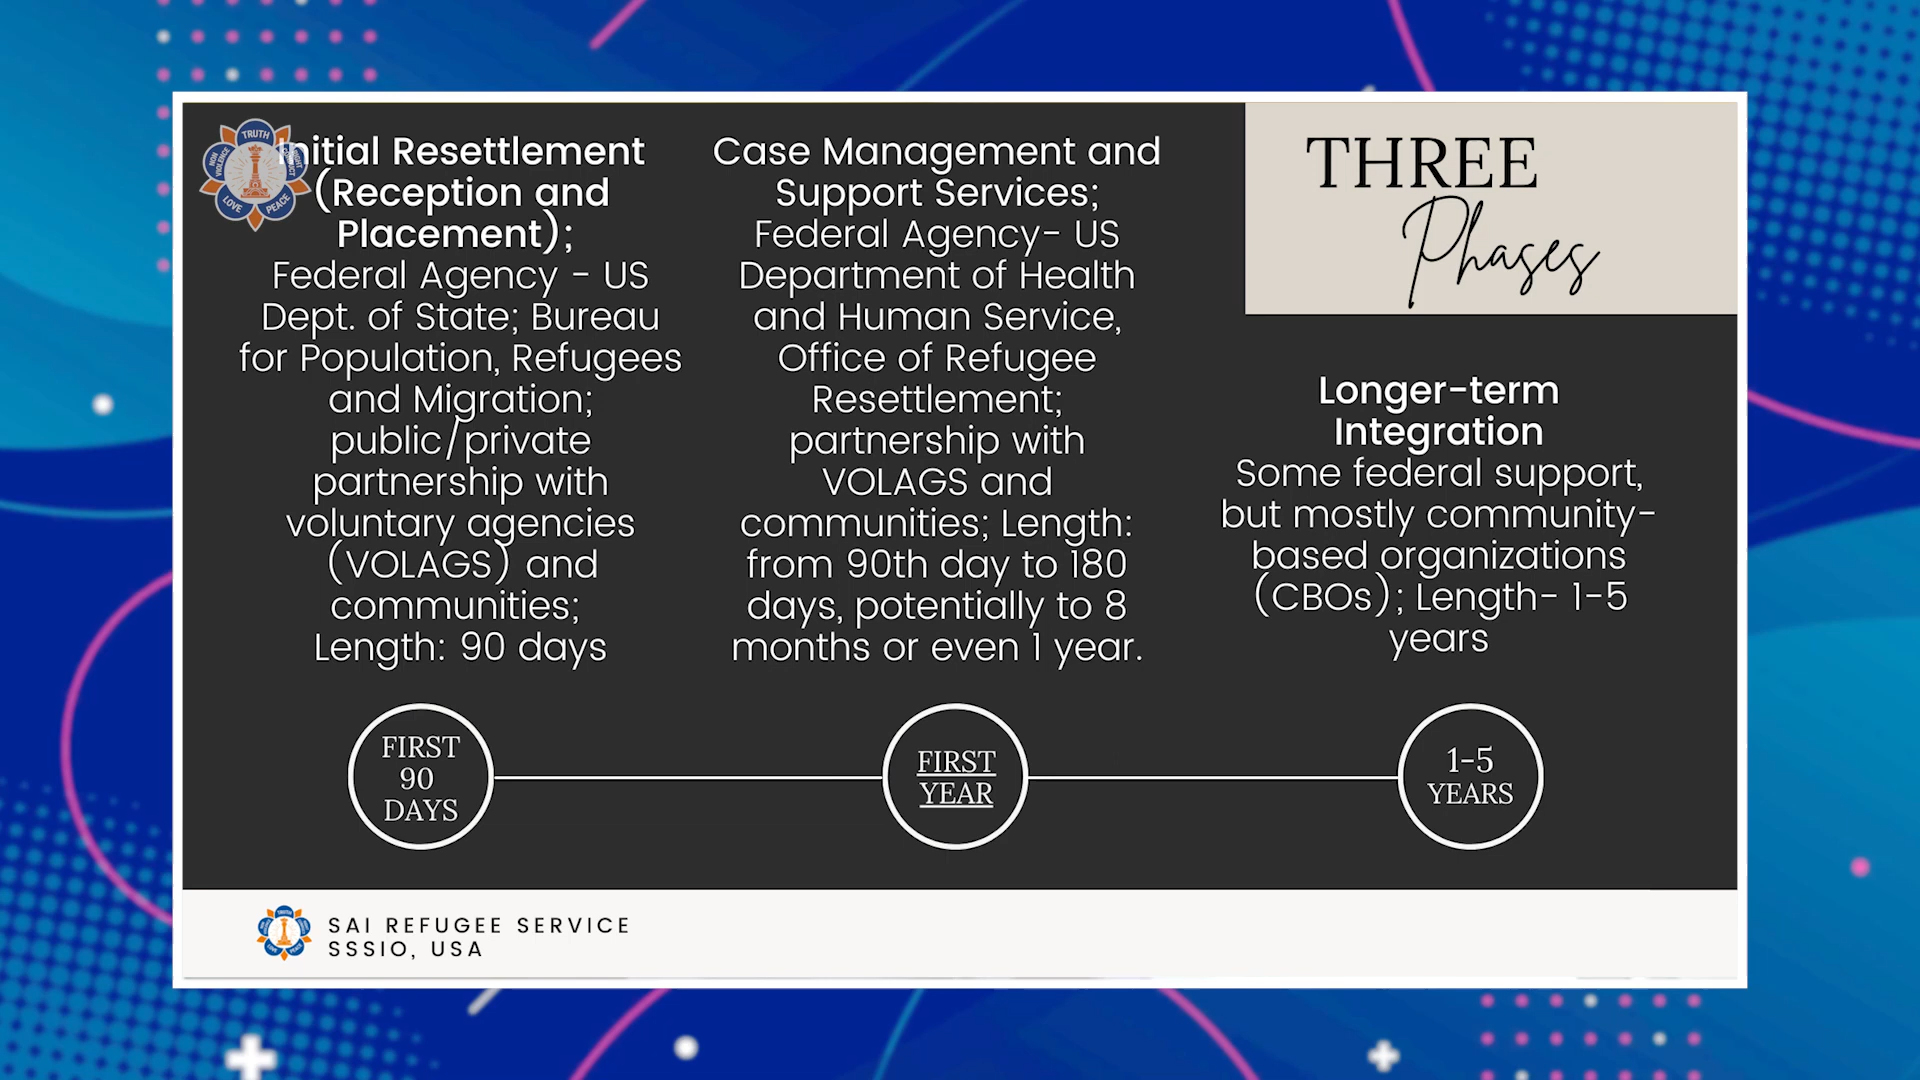 TRUTH
LOVE
PEACE
Initial Resettlement
(Reception and
Placement);
Federal Agency - US
Dept. of State; Bureau
for Population, Refugees
and Migration;
public/private
partnership with
voluntary agencies
(VOLAGS) and
communities;
Length: 90 days
Case Management and
Support Services;
Federal Agency- US
Department of Health
and Human Service,
Office of Refugee
Resettlement;
partnership with
VOLAGS and
communities; Length:
from 90th day to 180
days, potentially to 8
months or even 1 year.
THREE
Phases
Longer-term
Integration
Some federal support,
but mostly community-
based organizations
(CBOs); Length- 1-5
years
FIRST
90
DAYS
FIRST
YEAR
1-5
YEARS
SAI REFUGEE SERVICE
SSSIO, USA